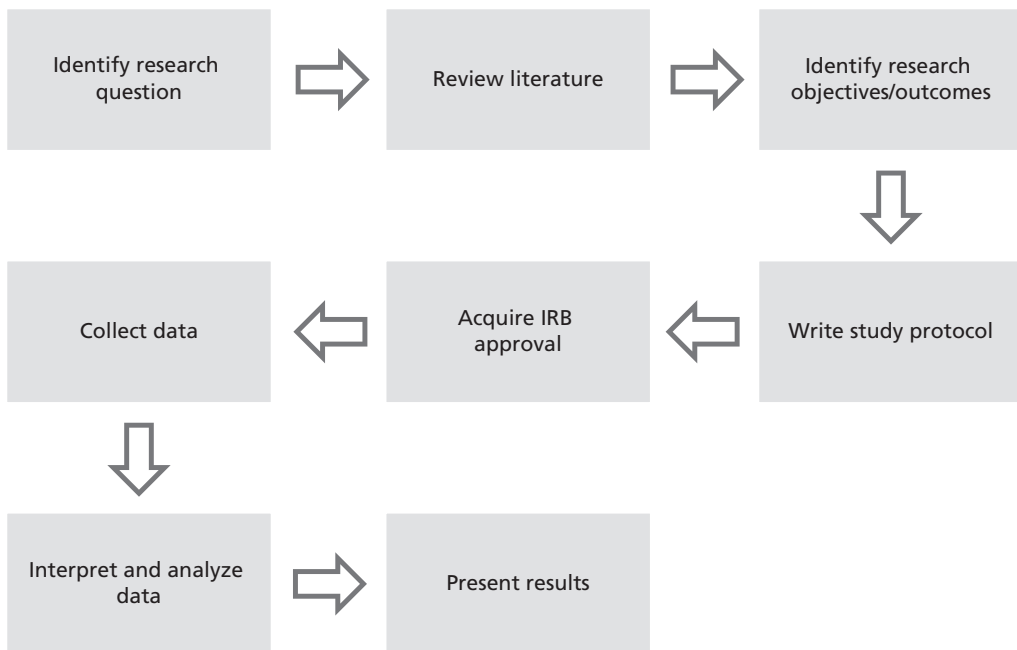 Identify research
question
Review literature
Identify research
objectives/outcomes
Write study protocol
Acquire IRB
approval
Collect data
Interpret and analyze
data
Present results